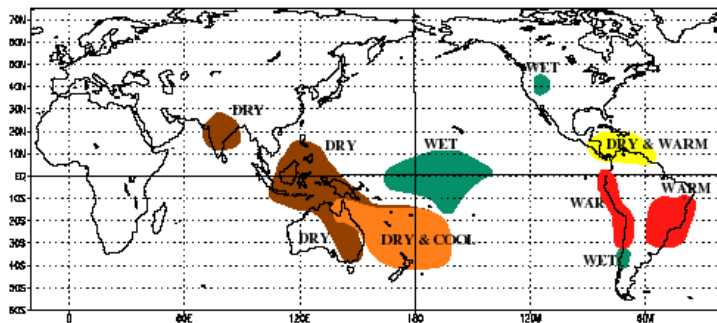 70N
60N
50N
WET
40N
30N
DRY
20N
DRY
WET
DRY & WARM
10N
EQ
WARM
WAR
10S
20S
DRY
DRY & COOL
30S
WET
40S
50S
60S
0
60E
120E
180
120W
60W